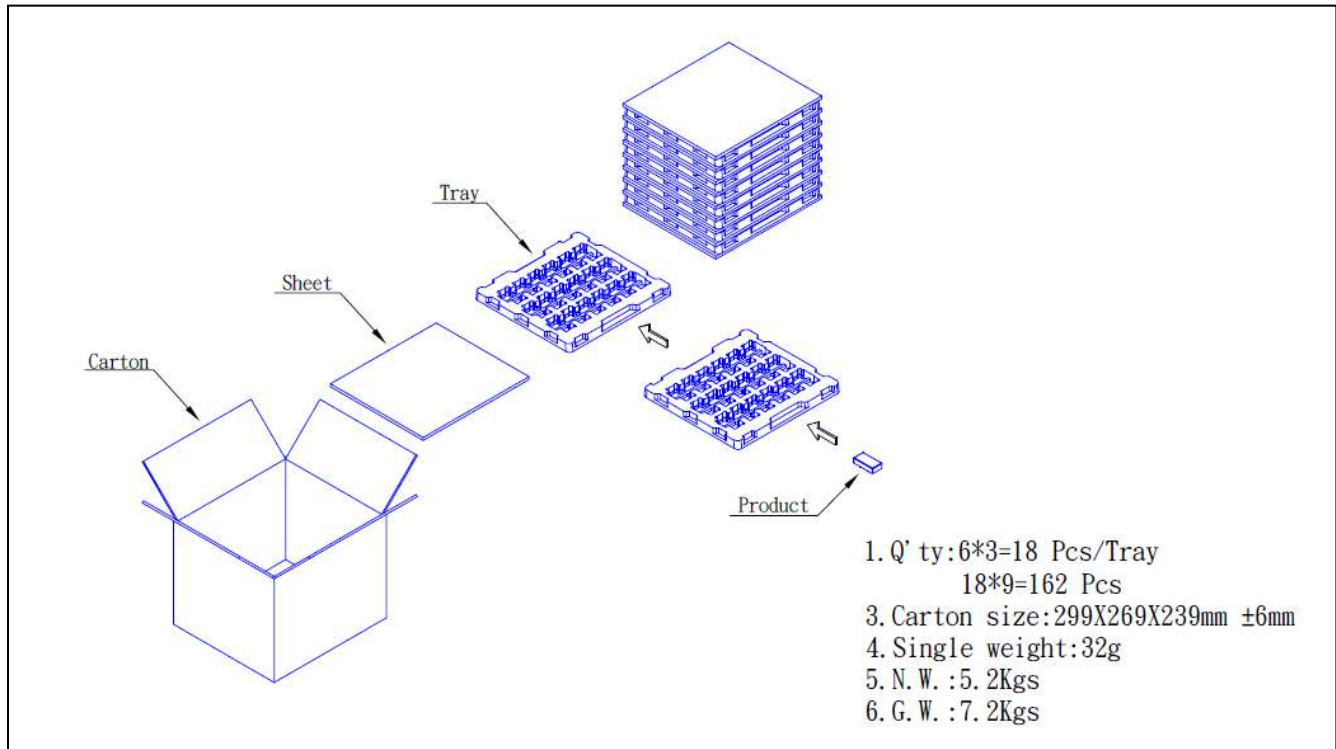 Tray
Sheet
Carton
Product
1.Q'ty:6*3=18 Pcs/Tray
18*9=162 Pcs
3.Carton size:299X269X239mm ±6mm
4.Single weight:32g
5.N.W.:5.2Kgs
6.G.W.:7.2Kgs